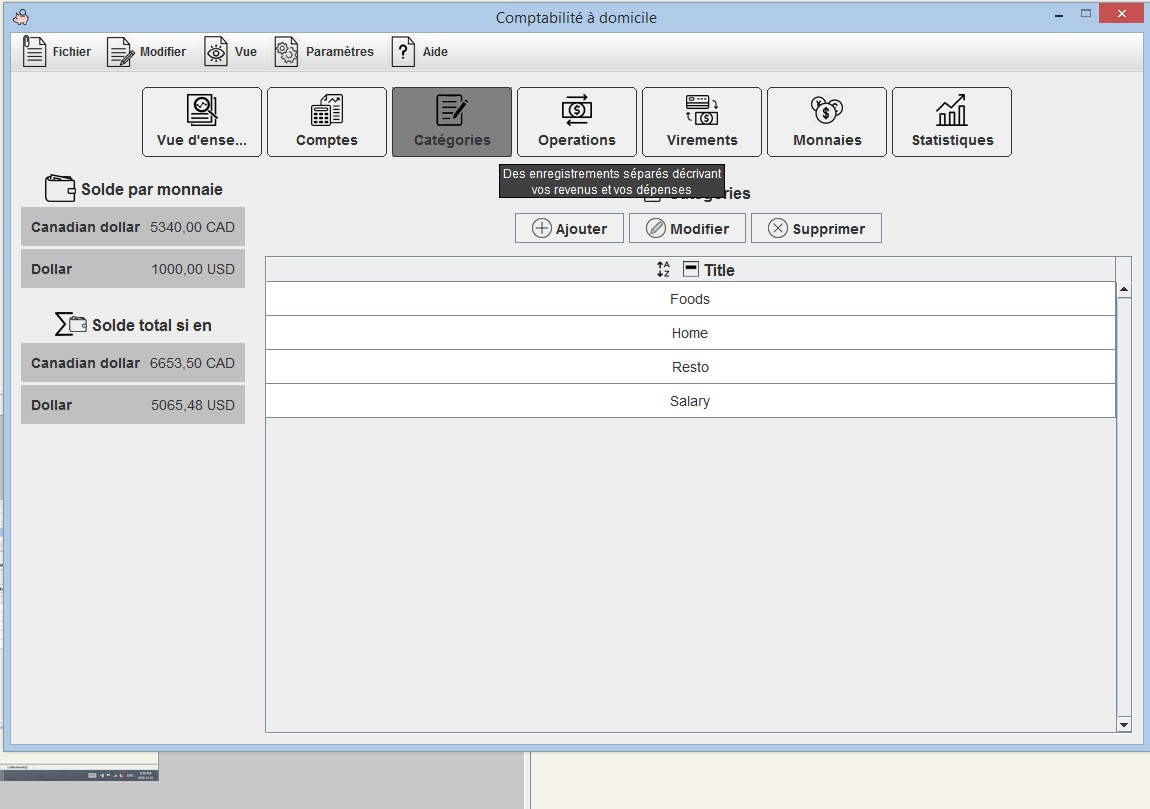 Comptabilité à domicile
Fichier Modifier Vue Paramètres ? Aide
Vue d'ense... Comptes Catégories Operations Virements Monnaies Statistiques
Des enregistrements séparés décrivant
vos revenus et vos dépenses
Solde par monnaie
Canadian dollar 5340,00 CAD
Dollar 1000,00 USD
Solde total si en
Canadian dollar 6653,50 CAD
Dollar 5065,48 USD
Catégories
Ajouter Modifier Supprimer
Title
Foods
Home
Resto
Salary